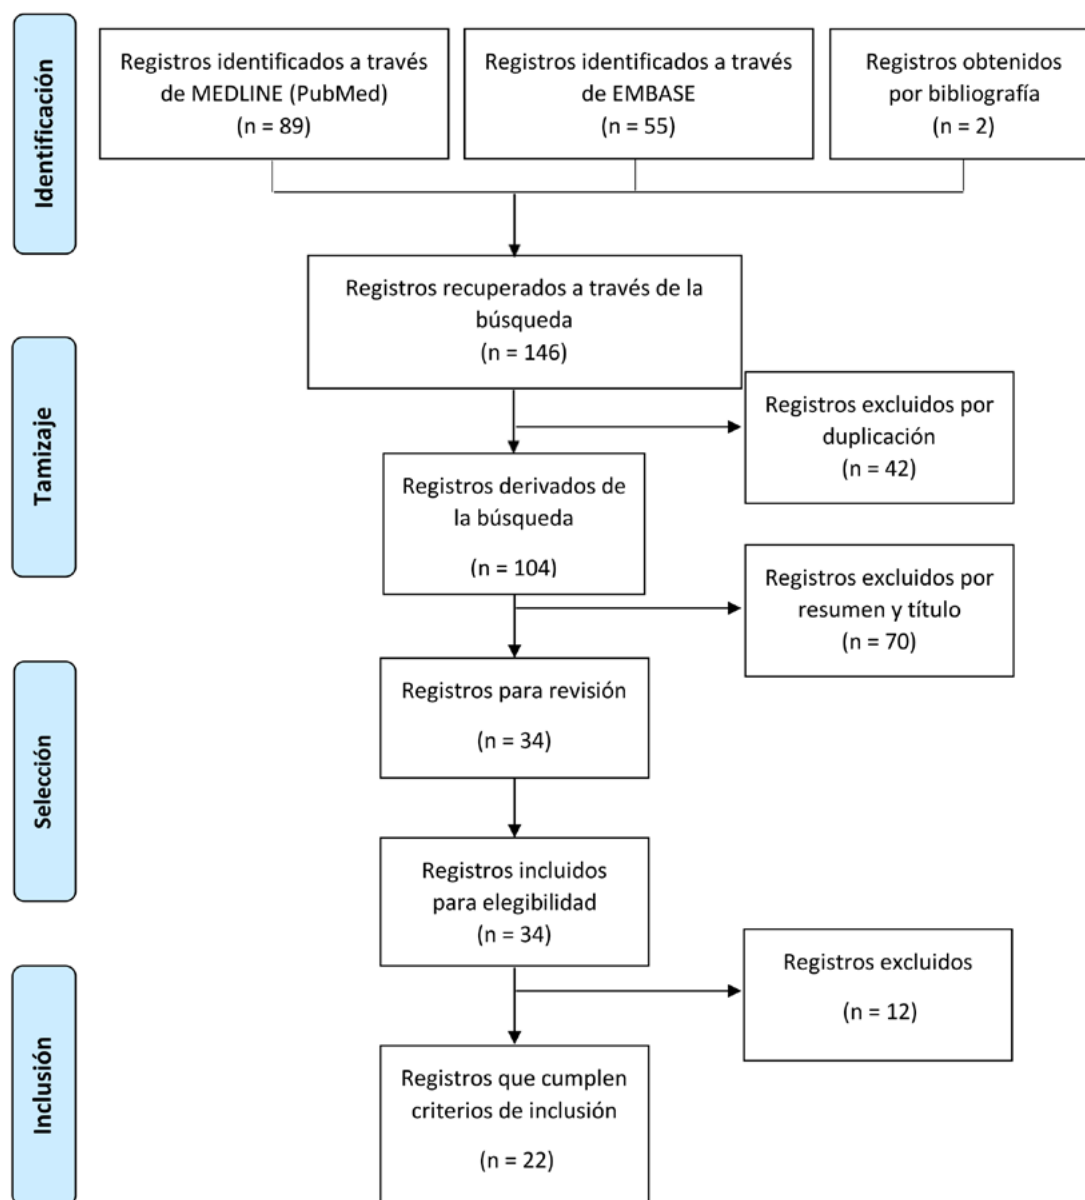 Identificación
Registros identificados a través
de MEDLINE (PubMed)
(n = 89)
Registros identificados a través
de EMBASE
(n = 55)
Registros obtenidos
por bibliografía
(n = 2)
Registros recuperados a través de la
búsqueda
(n = 146)
Tamizaje
Registros excluidos por
duplicación
(n = 42)
Registros derivados de
la búsqueda
(n = 104)
Registros excluidos por
resumen y título
(n = 70)
Selección
Registros para revisión
(n = 34)
Registros incluidos
para elegibilidad
(n = 34)
Inclusión
Registros excluidos
(n = 12)
Registros que cumplen
criterios de inclusión
(n = 22)